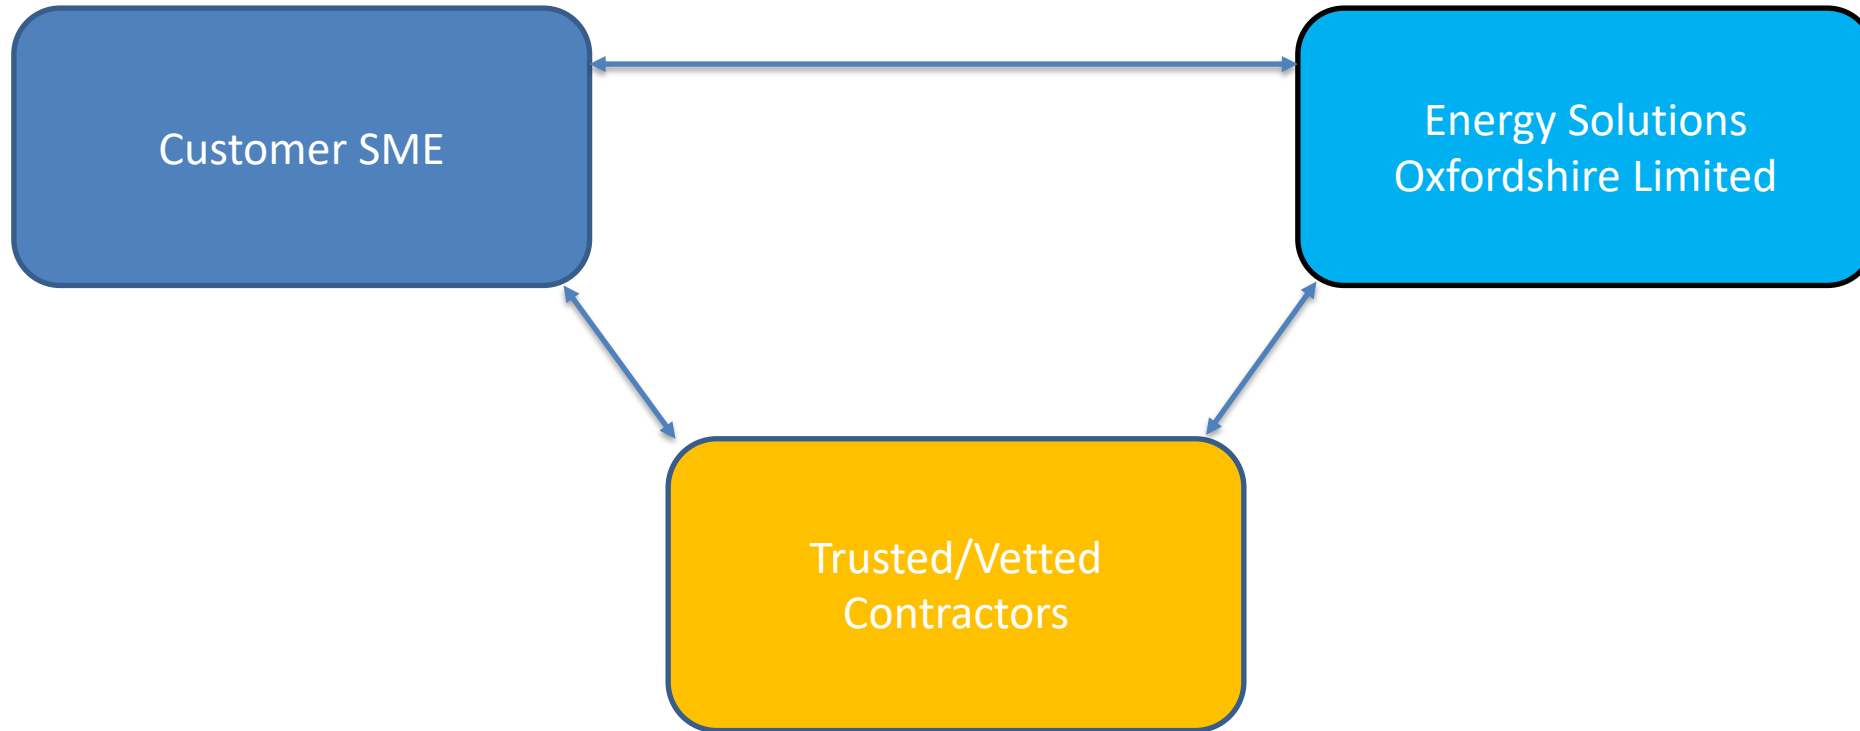 Customer SME
Energy Solutions
Oxfordshire Limited
Trusted/Vetted
Contractors